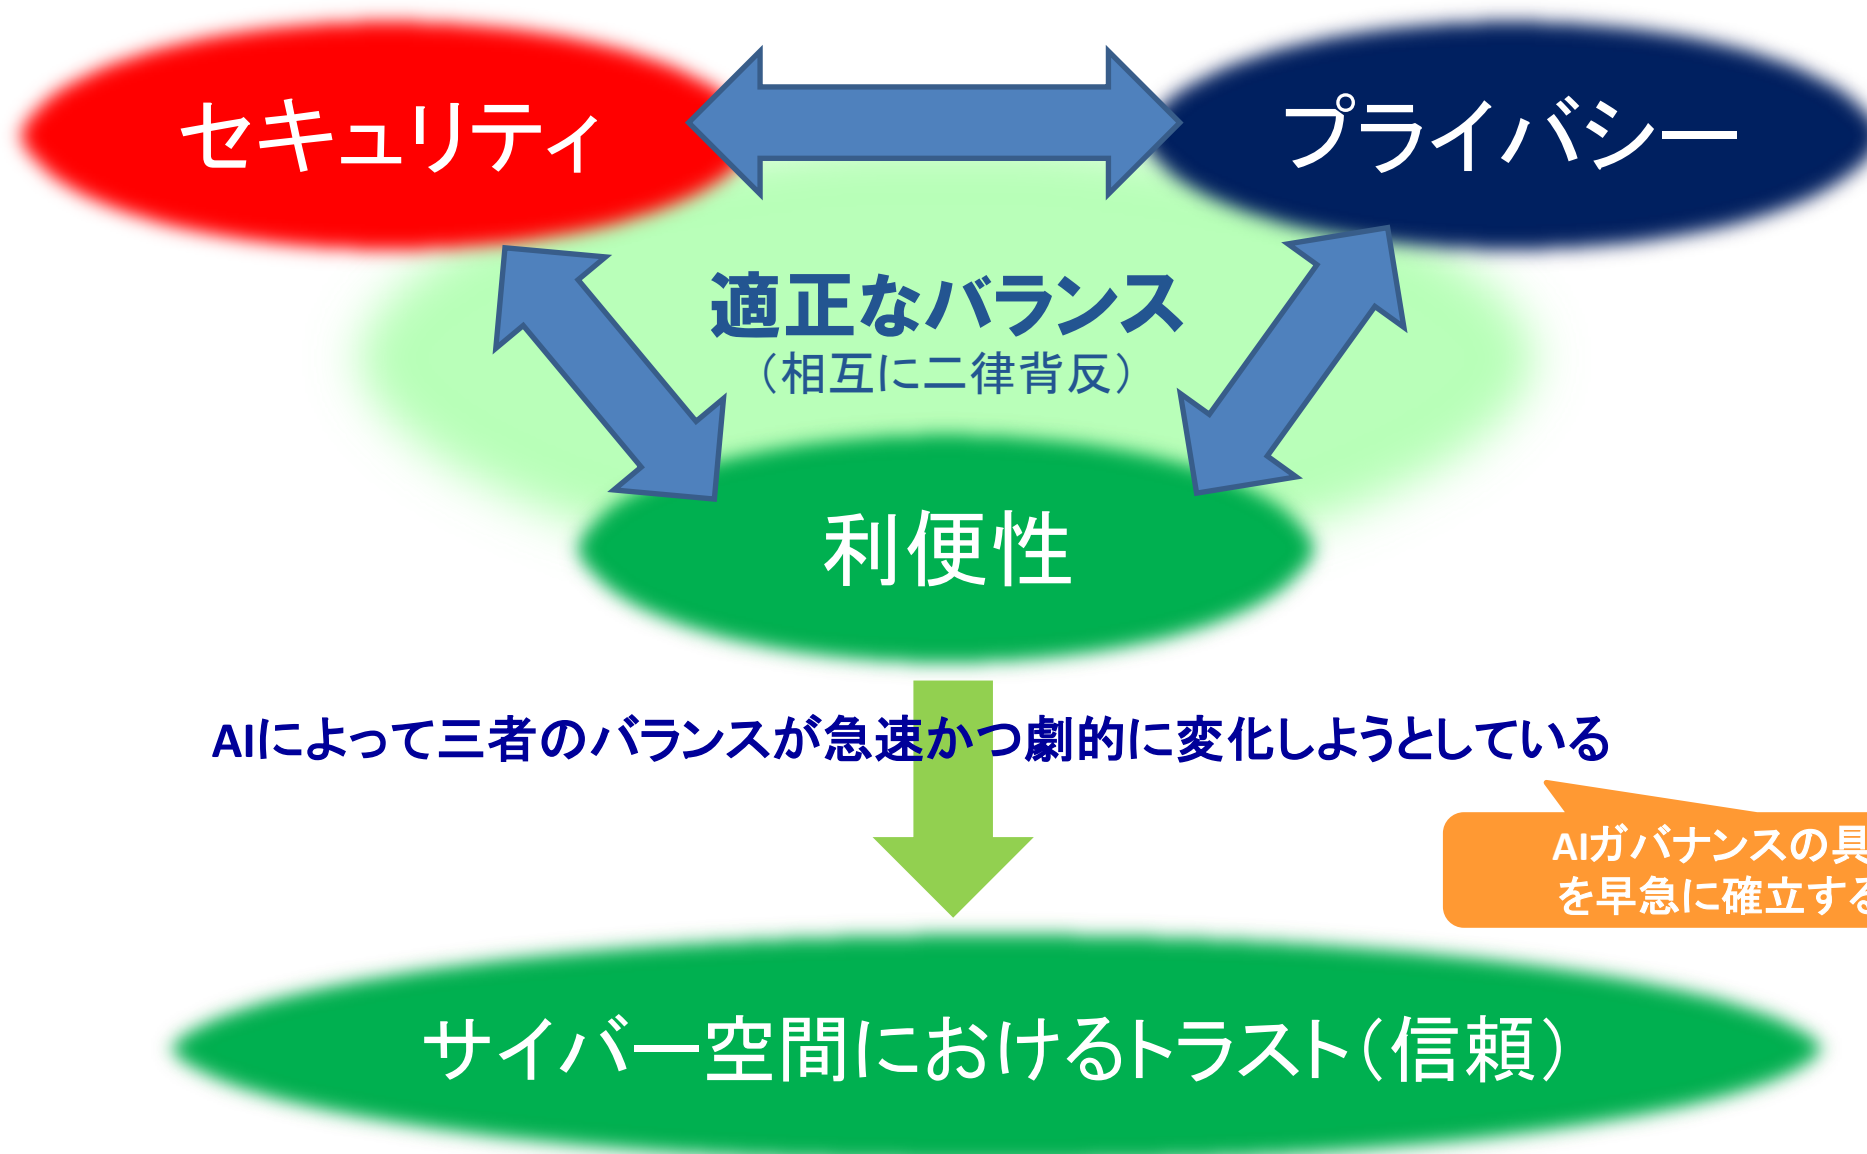 セキュリティ
プライバシー
適正なバランス
（相互に二律背反）
利便性
AIによって三者のバランスが急速かつ劇的に変化しようとしている
AIガバナンスの具
を早急に確立する
サイバー空間におけるトラスト（信頼）